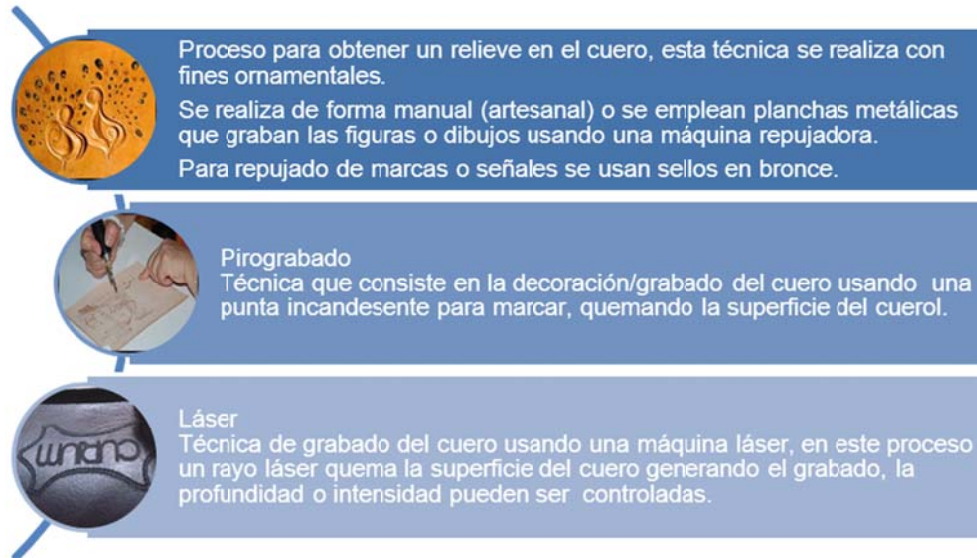 Proceso para obtener un relieve en el cuero, esta técnica se realiza con
fines ornamentales.
Se realiza de forma manual (artesanal) o se emplean planchas metálicas
que graban las figuras o dibujos usando una máquina repujadora.
Para repujado de marcas o señales se usan sellos en bronce.
Pirograbado
Técnica que consiste en la decoración/grabado del cuero usando una
punta incandesente para marcar, quemando la superficie del cuerol.
Láser
Técnica de grabado del cuero usando una máquina láser, en este proceso
un rayo láser quema la superficie del cuero generando el grabado, la
profundidad o intensidad pueden ser controladas.